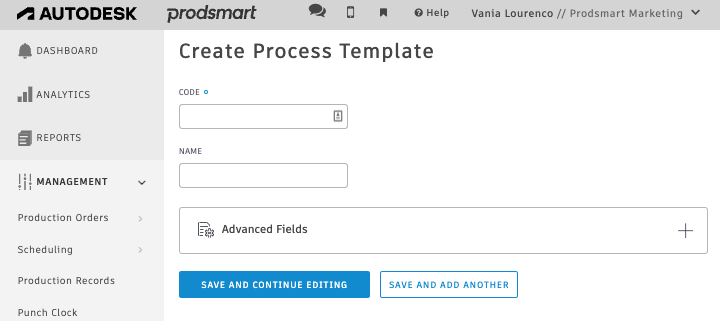 AUTODESK prodsmart Help Vania Lourenco // Prodsmart Marketing
DASHBOARD
ANALYTICS
REPORTS
MANAGEMENT
Production Orders
Scheduling
Production Records
Punch Clock
Create Process Template
CODE
NAME
Advanced Fields
SAVE AND CONTINUE EDITING SAVE AND ADD ANOTHER